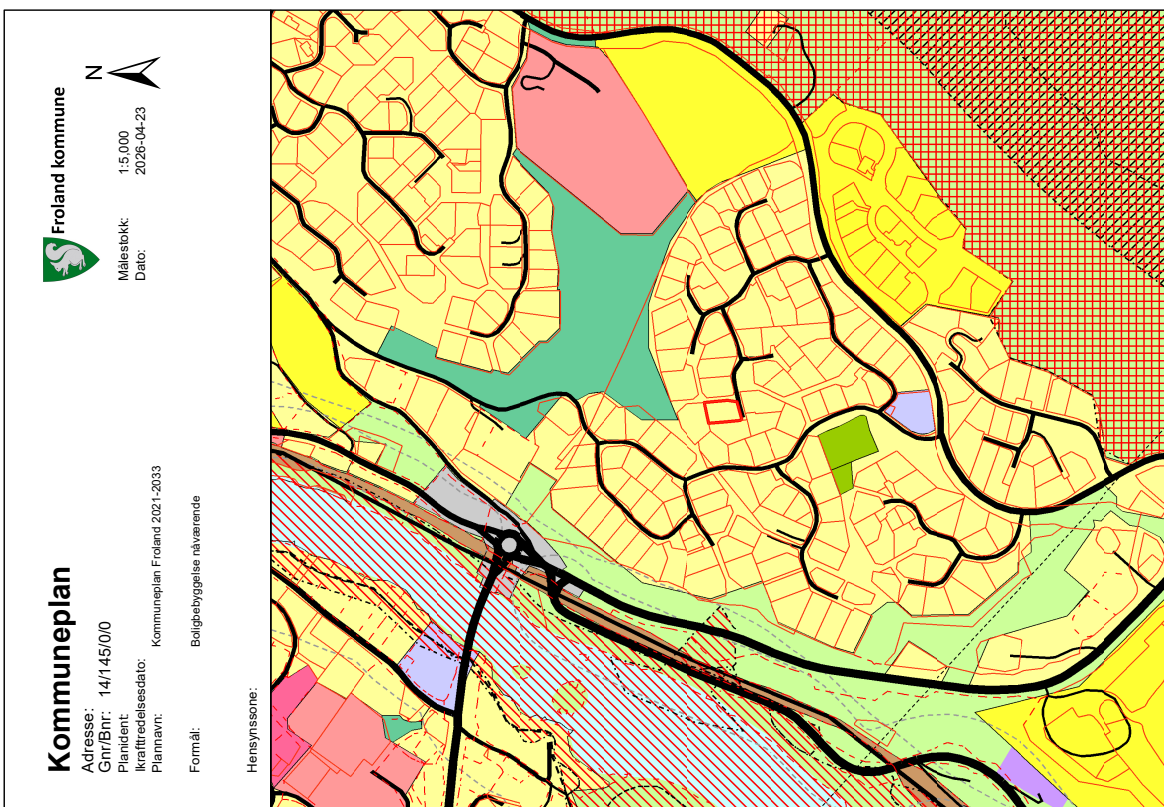 Kommuneplan
Adresse:
Gnr/Bnr: 14/145/0/0
Planident:
Ikrafttredelsesdato:
Plannavn: Kommuneplan Froland 2021-2033
Formål: Boligbebyggelse nåværende
Hensynssone:
Froland kommune
Målestokk: 1:5,000
Dato: 2026-04-23
N